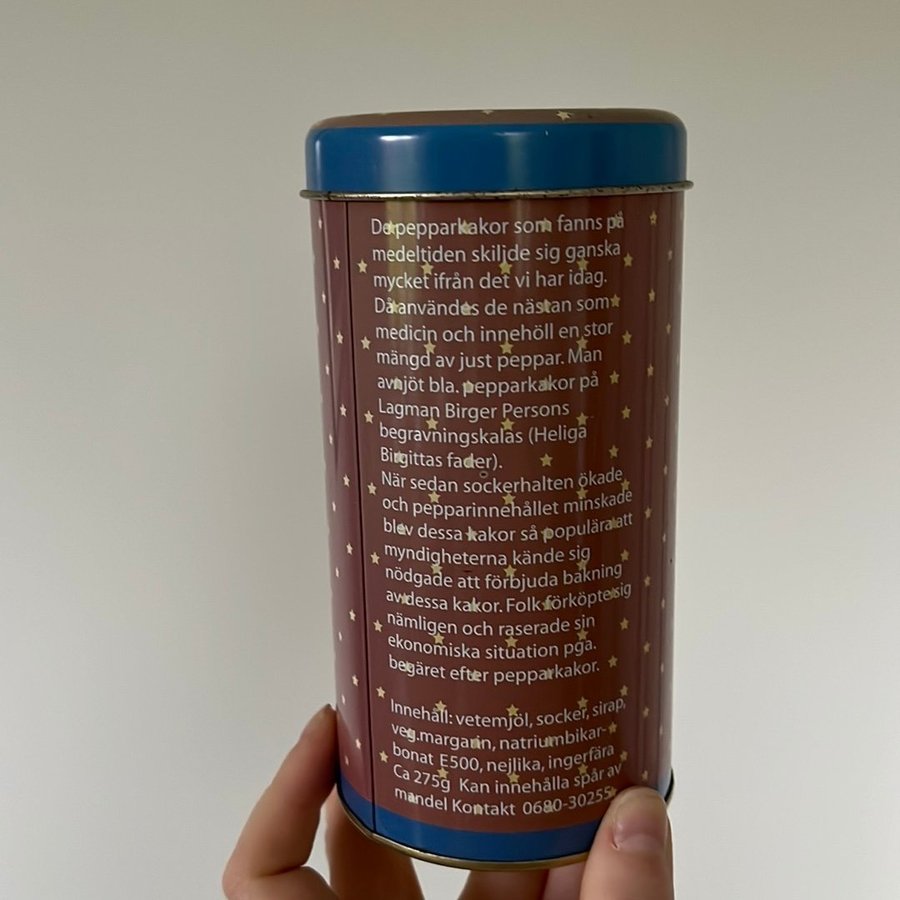 De pepparkakor som fanns på
medeltiden skiljde sig ganska
mycket ifrån det vi har idag.
Då användes de nästan som
medicin och innehöll en stor
mängd av just peppar. Man
avnjöt bla. pepparkakor på
Lagman Birger Persons
begravningskalas (Heliga
Birgittas fader).
När sedan sockerhalten ökade
och pepparinnehållet minskade
blev dessa kakor så populära att
myndigheterna kände sig
nödgade att förbjuda bakning
av dessa kakor. Folk förköpte sig
nämligen och raserade sin
ekonomiska situation pga.
begäret efter pepparkakor.
Innehåll: vetemjöl, socker, sirap,
veg.margarin, natriumbikar-
bonat E500, nejlika, ingerfära
Ca 275g Kan innehålla spår av
mandel Kontakt 0680-30255